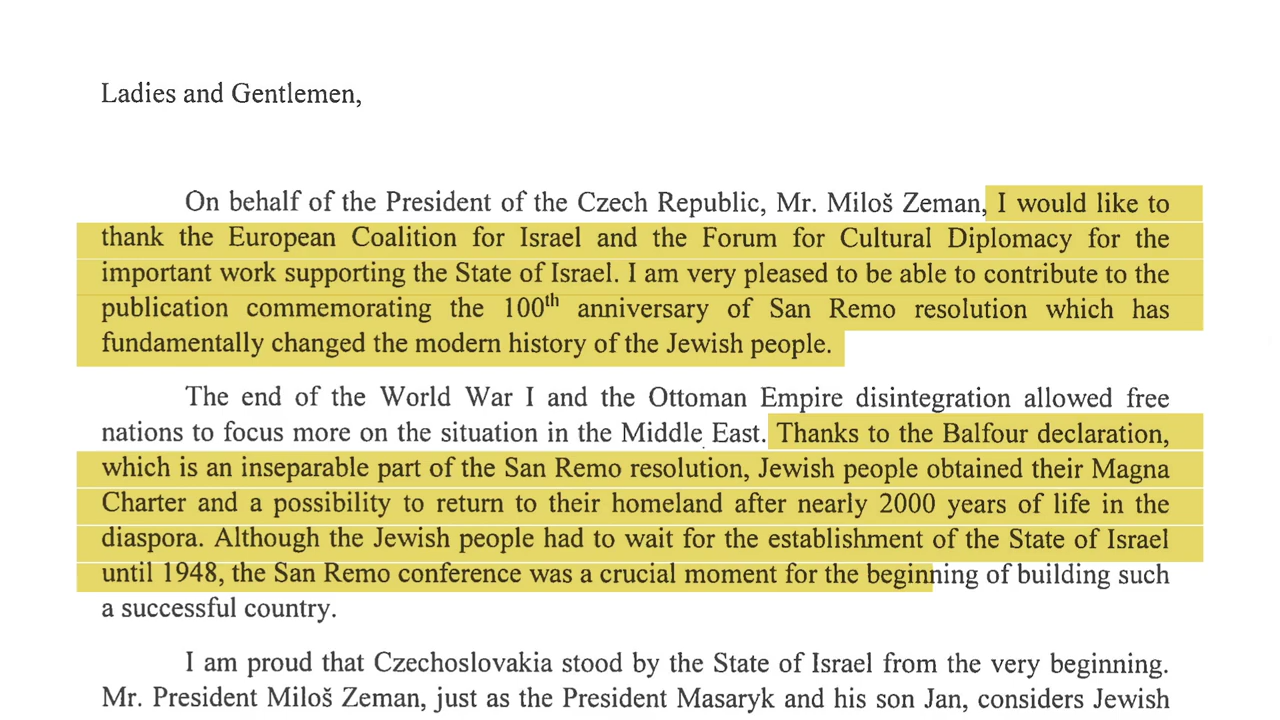 Ladies and Gentlemen,
On behalf of the President of the Czech Republic, Mr. Miloš Zeman, I would like to
thank the European Coalition for Israel and the Forum for Cultural Diplomacy for the
important work supporting the State of Israel. I am very pleased to be able to contribute to the
publication commemorating the 100th anniversary of San Remo resolution which has
fundamentally changed the modern history of the Jewish people.
The end of the World War I and the Ottoman Empire disintegration allowed free
nations to focus more on the situation in the Middle East. Thanks to the Balfour declaration,
which is an inseparable part of the San Remo resolution, Jewish people obtained their Magna
Charter and a possibility to return to their homeland after nearly 2000 years of life in the
diaspora. Although the Jewish people had to wait for the establishment of the State of Israel
until 1948, the San Remo conference was a crucial moment for the beginning of building such
a successful country.
I am proud that Czechoslovakia stood by the State of Israel from the very beginning.
Mr. President Miloš Zeman, just as the President Masaryk and his son Jan, considers Jewish